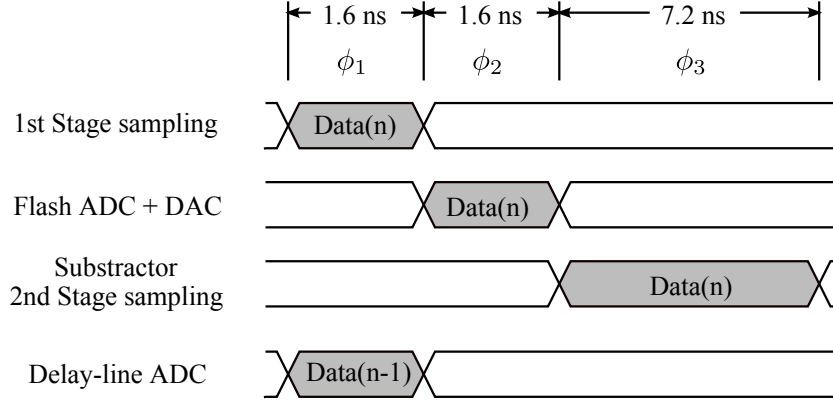 1.6 ns 1.6 ns 7.2 ns
ϕ1 ϕ2 ϕ3
1st Stage sampling Data(n)
Flash ADC + DAC Data(n)
Substractor
2nd Stage sampling Data(n)
Delay-line ADC Data(n-1)